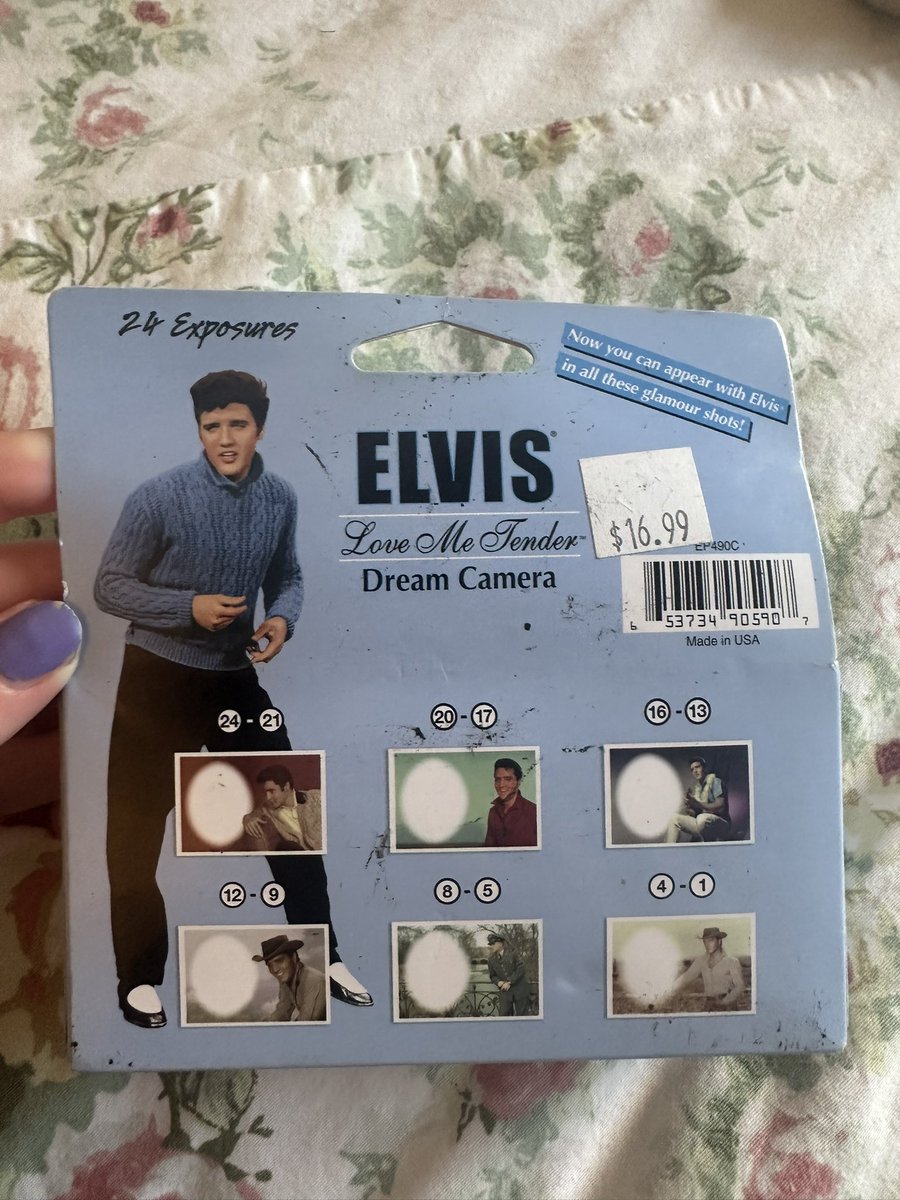 24 Exposures
Now you can appear with Elvis®
in all these glamour shots!
ELVIS®
Love Me Tender™
Dream Camera
$16.99
EP490C
6 53734 90590 7
Made in USA
24 - 21
20 - 17
16 - 13
12 - 9
8 - 5
4 - 1